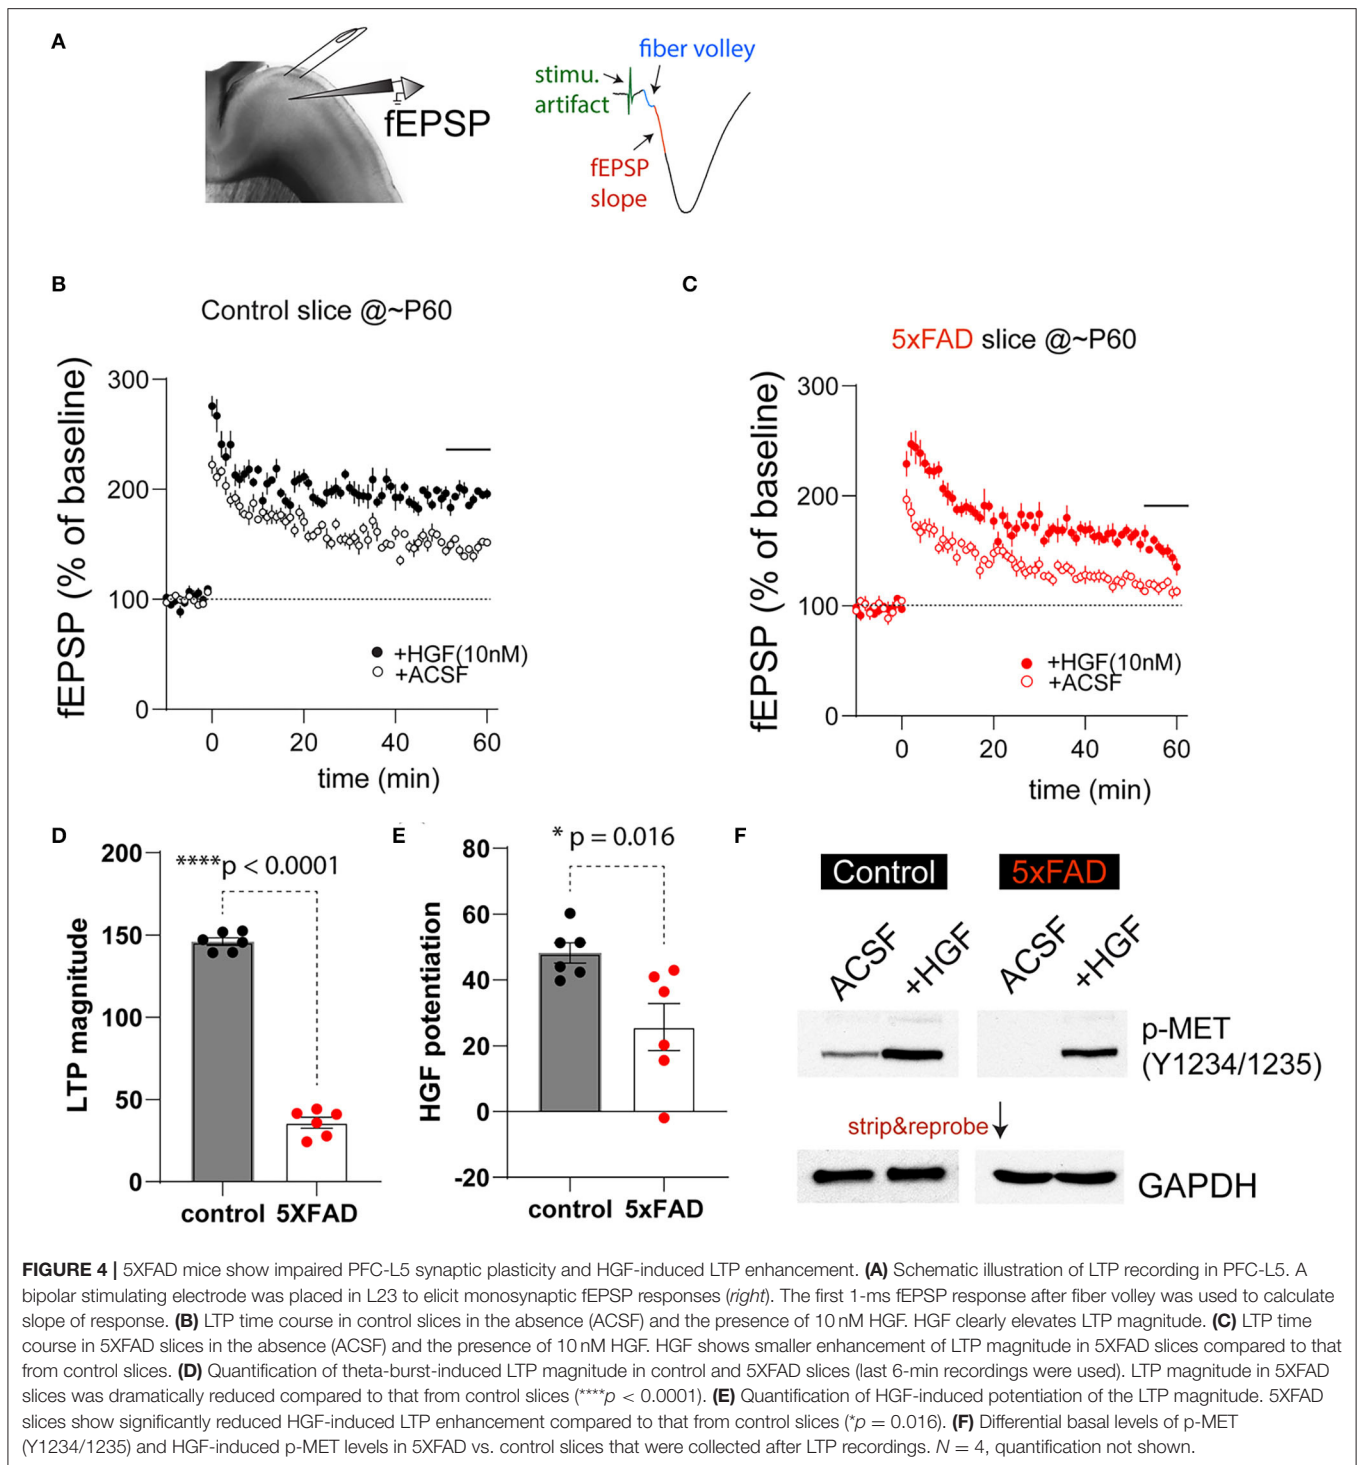 A
fEPSP
stimu.
artifact
fiber volley
fEPSP
slope
B
Control slice @~P60
fEPSP (% of baseline)
300
200
100
0
+HGF(10nM)
+ACSF
0 20 40 60
time (min)
C
5xFAD slice @~P60
fEPSP (% of baseline)
300
200
100
0
+HGF(10nM)
+ACSF
0 20 40 60
time (min)
D
LTP magnitude
200
150
100
50
0
****p < 0.0001
control 5XFAD
E
HGF potentiation
80
60
40
20
0
-20
* p = 0.016
control 5xFAD
F
Control 5xFAD
ACSF +HGF ACSF +HGF
p-MET
(Y1234/1235)
strip&reprobe
GAPDH
FIGURE 4 | 5XFAD mice show impaired PFC-L5 synaptic plasticity and HGF-induced LTP enhancement. (A) Schematic illustration of LTP recording in PFC-L5. A
bipolar stimulating electrode was placed in L23 to elicit monosynaptic fEPSP responses (right). The first 1-ms fEPSP response after fiber volley was used to calculate
slope of response. (B) LTP time course in control slices in the absence (ACSF) and the presence of 10 nM HGF. HGF clearly elevates LTP magnitude. (C) LTP time
course in 5XFAD slices in the absence (ACSF) and the presence of 10 nM HGF. HGF shows smaller enhancement of LTP magnitude in 5XFAD slices compared to that
from control slices. (D) Quantification of theta-burst-induced LTP magnitude in control and 5XFAD slices (last 6-min recordings were used). LTP magnitude in 5XFAD
slices was dramatically reduced compared to that from control slices (****p < 0.0001). (E) Quantification of HGF-induced potentiation of the LTP magnitude. 5XFAD
slices show significantly reduced HGF-induced LTP enhancement compared to that from control slices (*p = 0.016). (F) Differential basal levels of p-MET
(Y1234/1235) and HGF-induced p-MET levels in 5XFAD vs. control slices that were collected after LTP recordings. N = 4, quantification not shown.